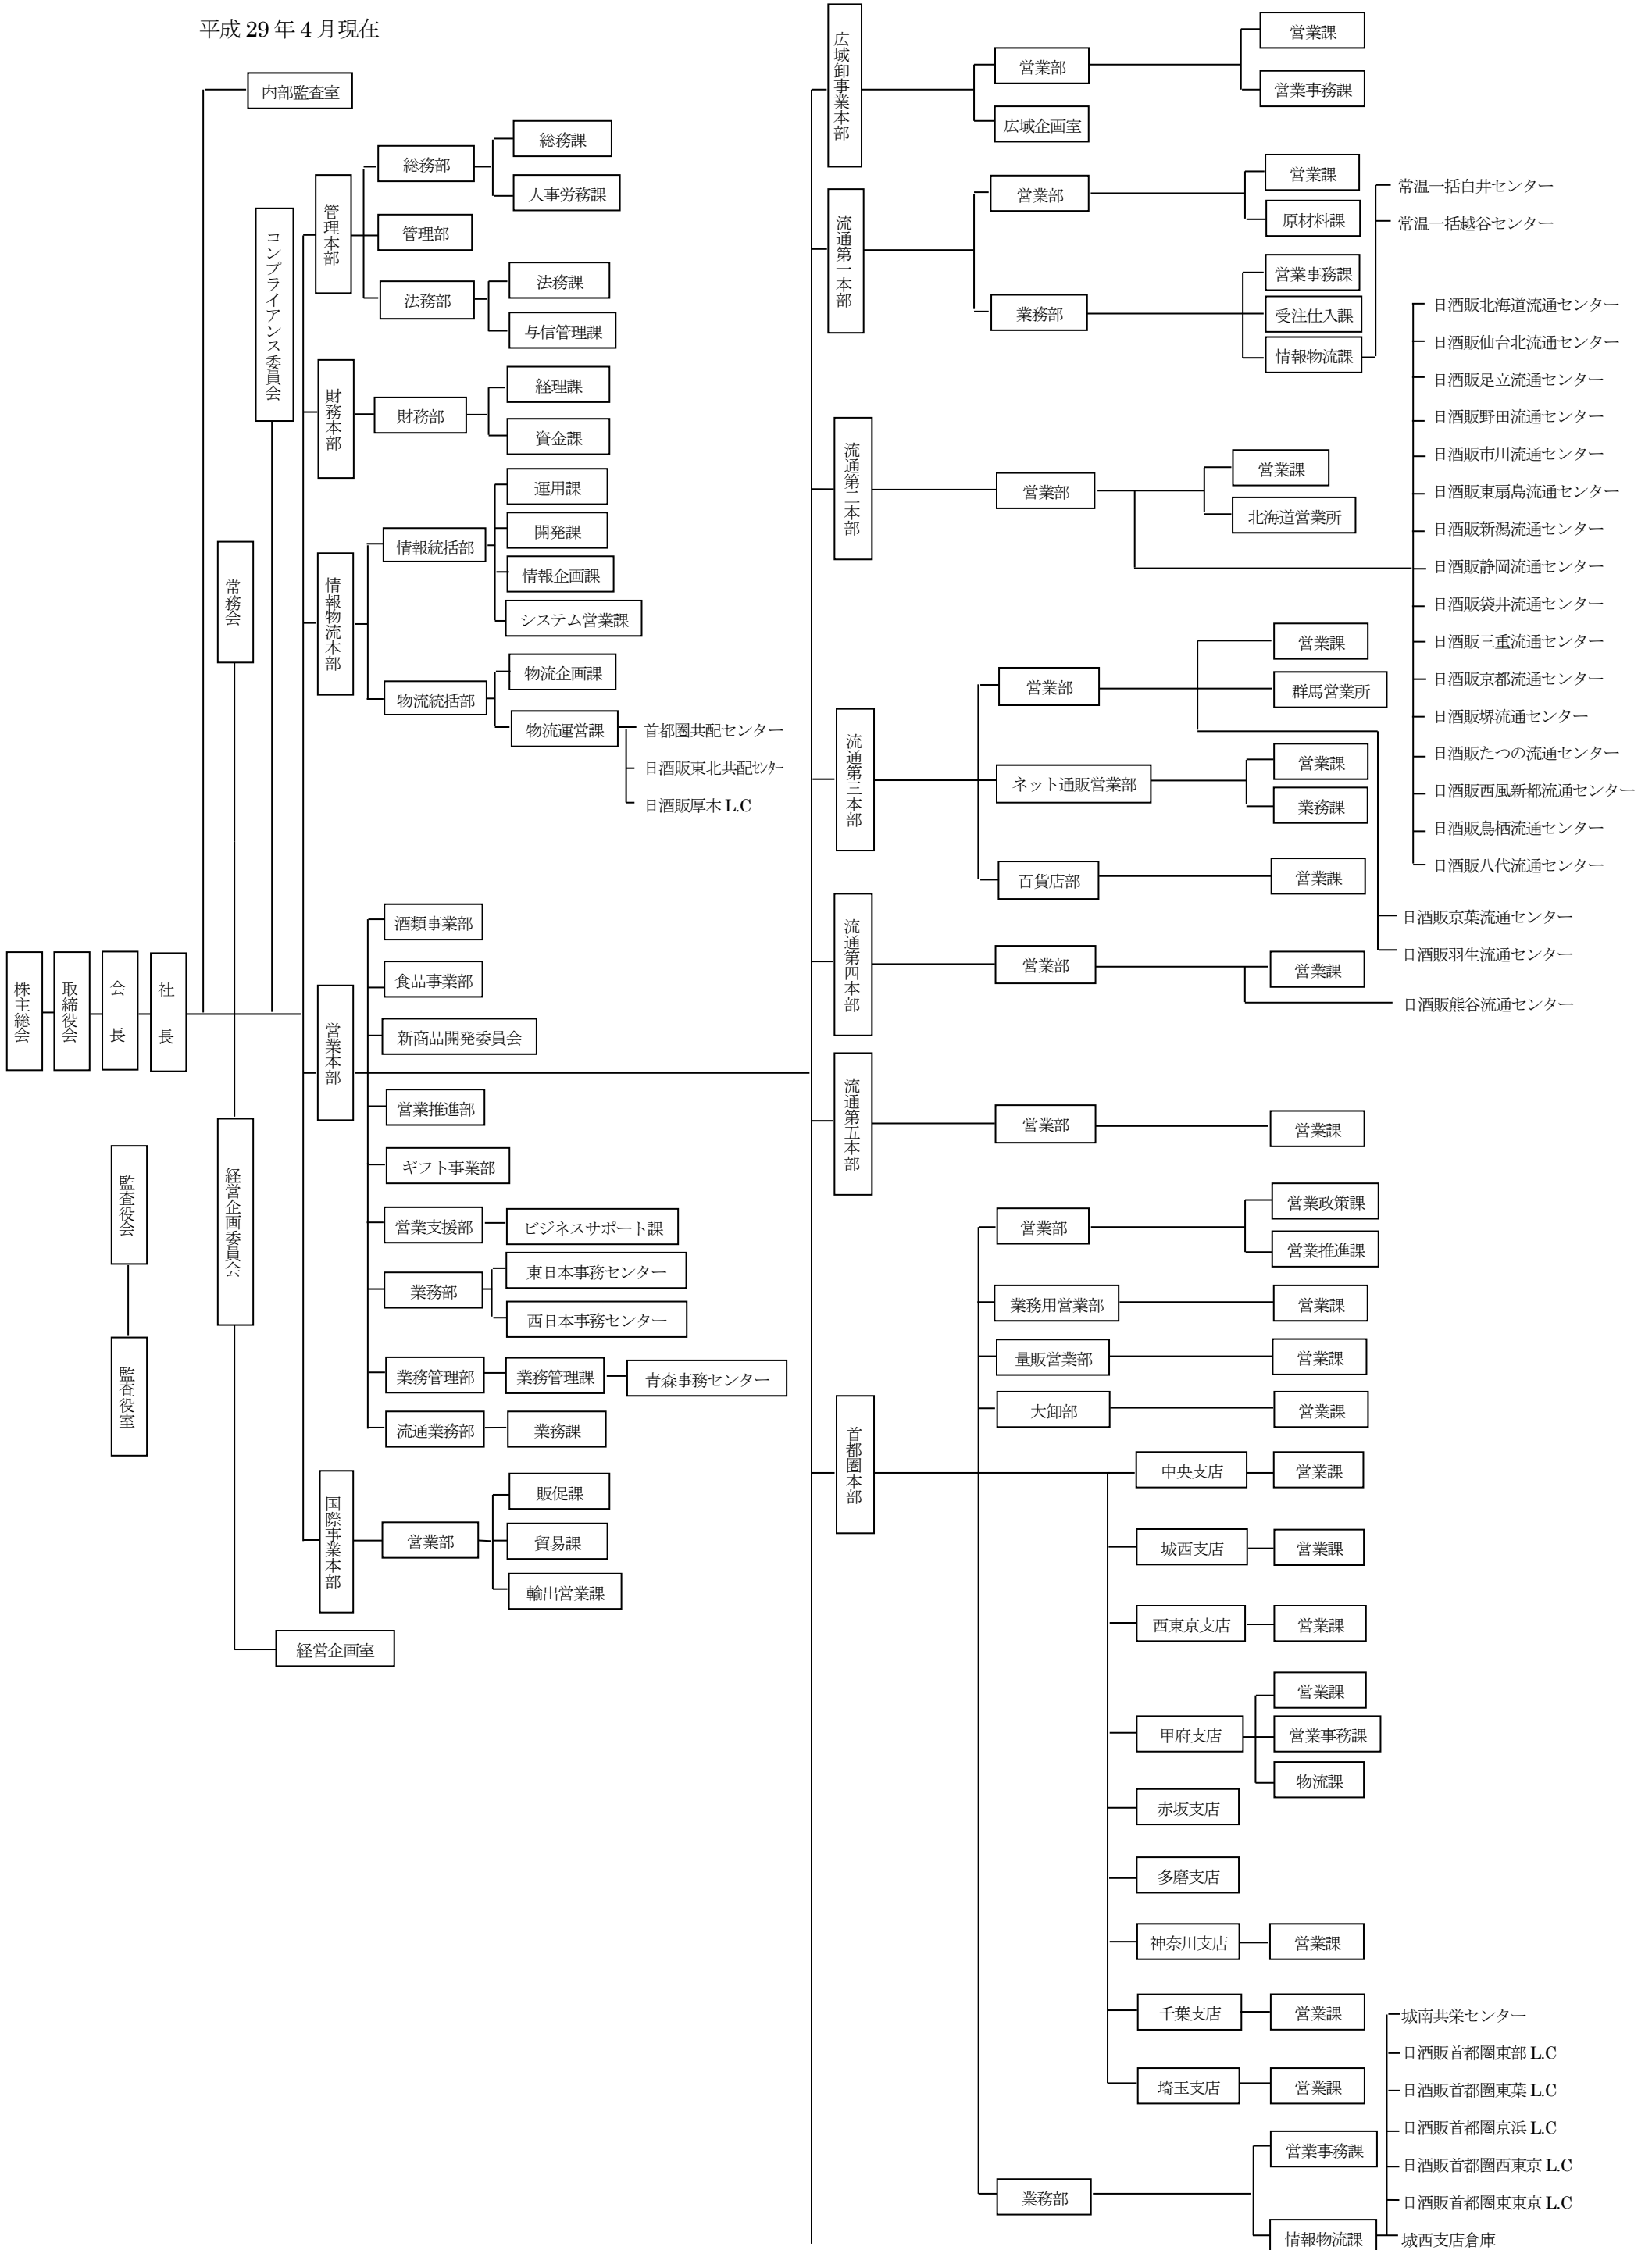 平成 29 年 4 月現在
内部監査室
コンプライアンス委員会
常務会
株主総会
取締役会
会長
社長
監査役会
監査役室
経営企画委員会
経営企画室
管理本部
総務部
総務課
人事労務課
管理部
法務部
法務課
与信管理課
財務本部
財務部
経理課
資金課
情報物流本部
情報統括部
運用課
開発課
情報企画課
システム営業課
物流統括部
物流企画課
物流運営課
首都圏共配センター
日酒販東北共配センター
日酒販厚木 L.C
営業本部
酒類事業部
食品事業部
新商品開発委員会
営業推進部
ギフト事業部
営業支援部
ビジネスサポート課
業務部
東日本事務センター
西日本事務センター
業務管理部
業務管理課
青森事務センター
流通業務部
業務課
国際事業本部
営業部
販促課
貿易課
輸出営業課
広域卸事業本部
営業部
営業課
営業事務課
広域企画室
流通第一本部
営業部
営業課
原材料課
業務部
営業事務課
受注仕入課
情報物流課
常温一括白井センター
常温一括越谷センター
流通第二本部
営業部
営業課
北海道営業所
日酒販北海道流通センター
日酒販仙台北流通センター
日酒販足立流通センター
日酒販野田流通センター
日酒販市川流通センター
日酒販東扇島流通センター
日酒販新潟流通センター
日酒販静岡流通センター
日酒販袋井流通センター
日酒販三重流通センター
日酒販京都流通センター
日酒販堺流通センター
日酒販たつの流通センター
日酒販西風新都流通センター
日酒販鳥栖流通センター
日酒販八代流通センター
流通第三本部
営業部
営業課
群馬営業所
ネット通販営業部
営業課
業務課
百貨店部
営業課
日酒販京葉流通センター
日酒販羽生流通センター
流通第四本部
営業部
営業課
日酒販熊谷流通センター
流通第五本部
営業部
営業課
首都圏本部
営業部
営業政策課
営業推進課
業務用営業部
営業課
量販営業部
営業課
大卸部
営業課
中央支店
営業課
城西支店
営業課
西東京支店
営業課
甲府支店
営業課
営業事務課
物流課
赤坂支店
多磨支店
神奈川支店
営業課
千葉支店
営業課
埼玉支店
営業課
業務部
営業事務課
情報物流課
城南共栄センター
日酒販首都圏東部 L.C
日酒販首都圏東葉 L.C
日酒販首都圏京浜 L.C
日酒販首都圏西東京 L.C
日酒販首都圏東東京 L.C
城西支店倉庫